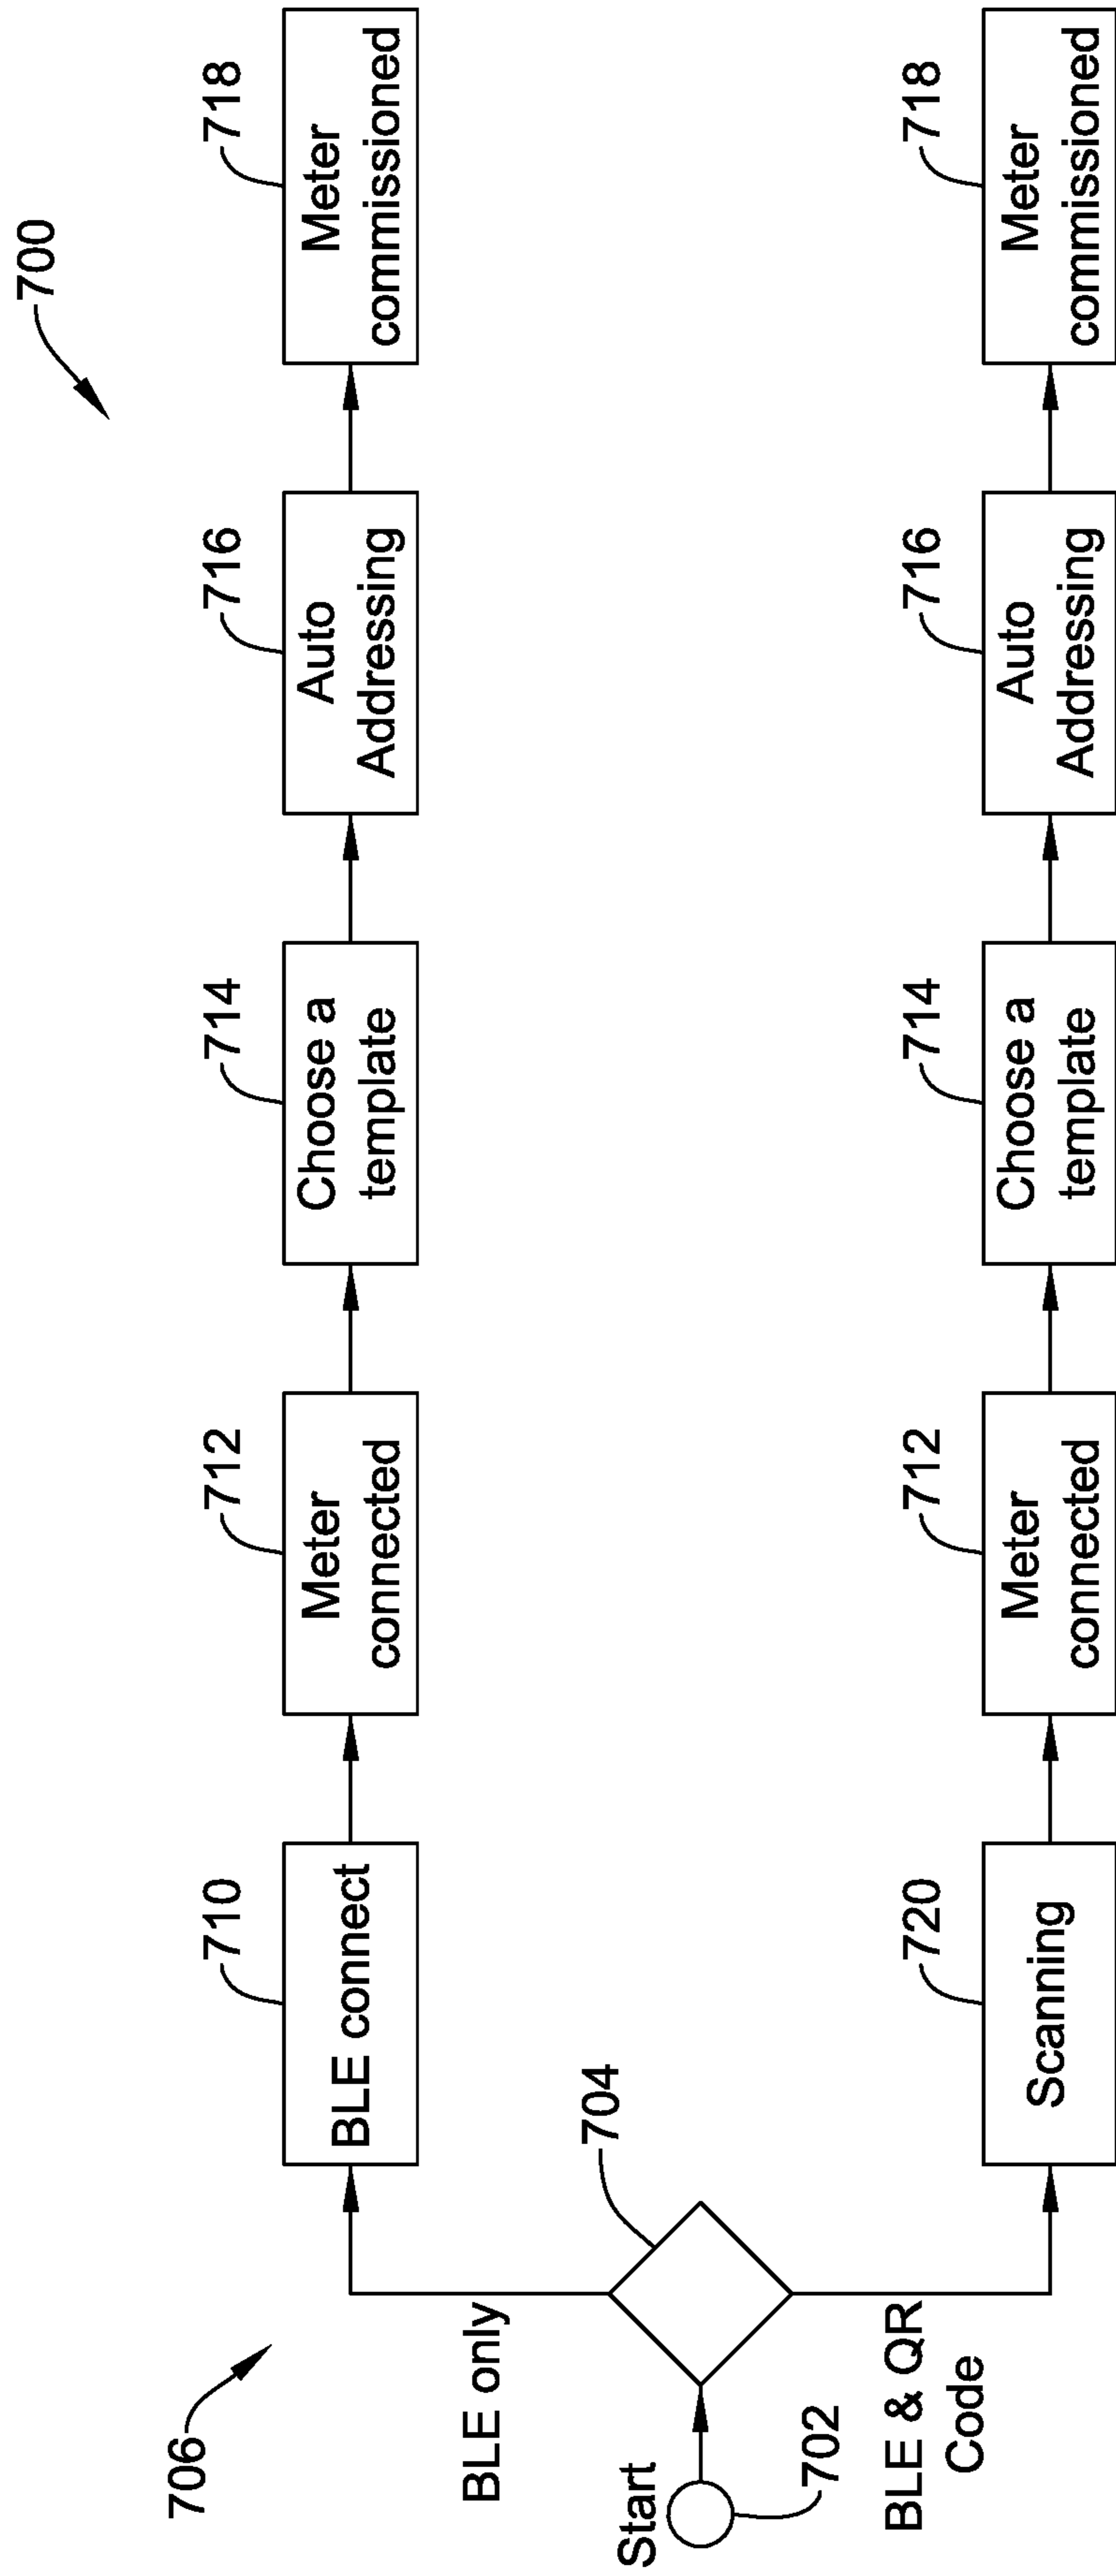 700
706
710
BLE connect
712
Meter
connected
714
Choose a
template
716
Auto
Addressing
718
Meter
commissioned
BLE only
Start
702
704
BLE & QR
Code
720
Scanning
712
Meter
connected
714
Choose a
template
716
Auto
Addressing
718
Meter
commissioned